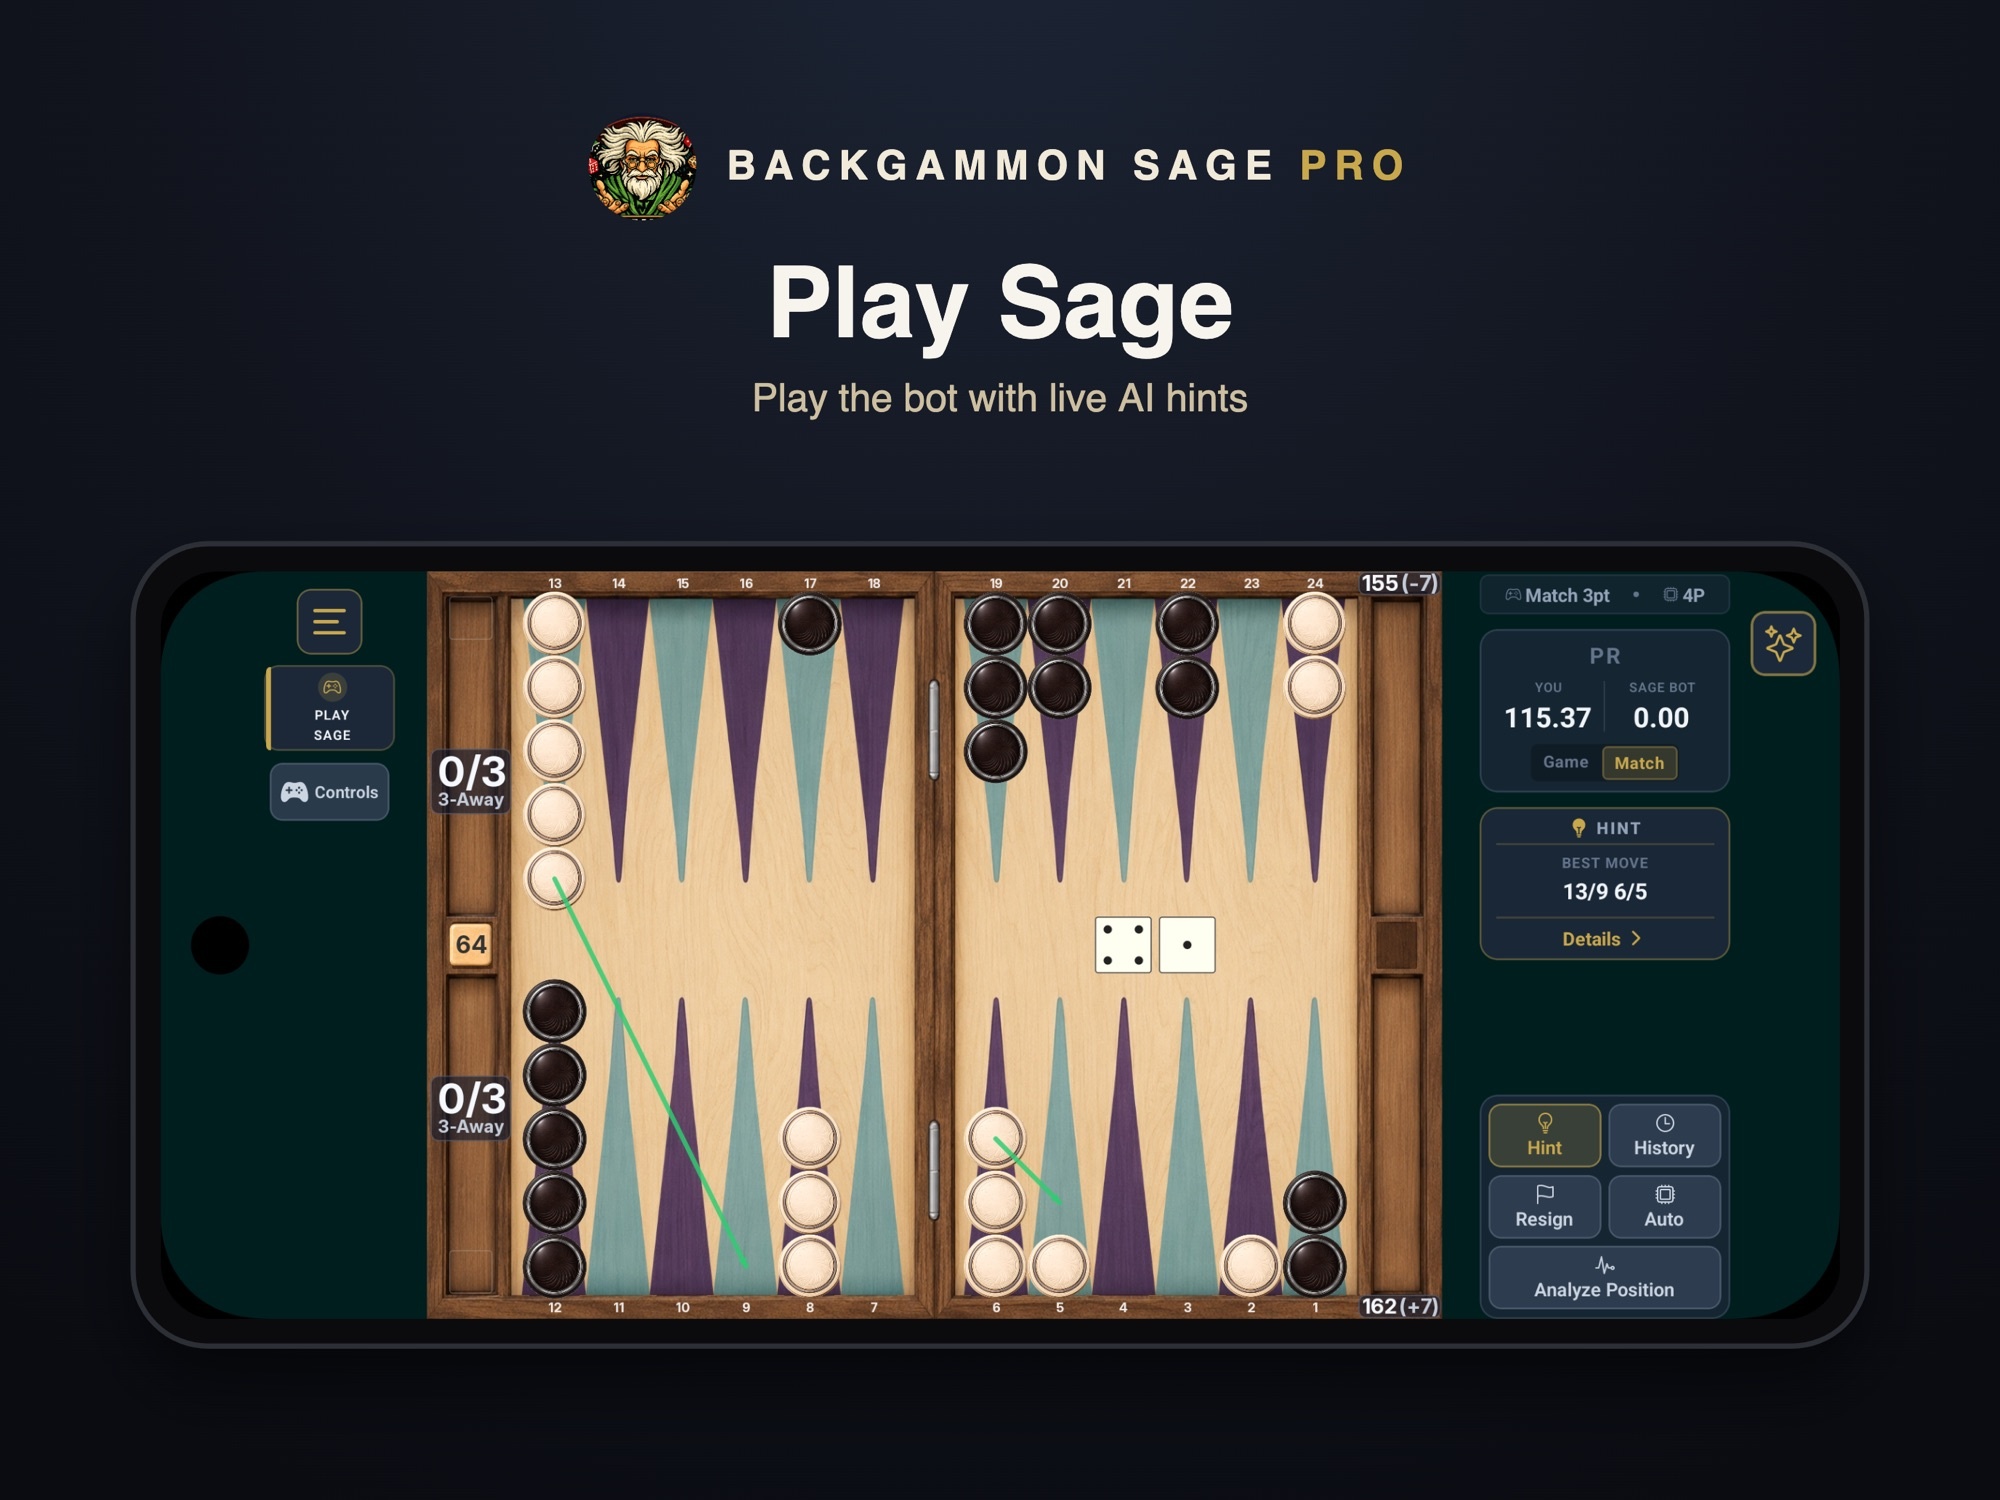 BACKGAMMON SAGE PRO
Play Sage
Play the bot with live AI hints
PLAY
SAGE
Controls
13 14 15 16 17 18 19 20 21 22 23 24
155 (-7)
0/3
3-Away
64
0/3
3-Away
12 11 10 9 8 7 6 5 4 3 2 1
162 (+7)
Match 3pt • 4P
PR
YOU SAGE BOT
115.37 0.00
Game Match
HINT
BEST MOVE
13/9 6/5
Details >
Hint History
Resign Auto
Analyze Position